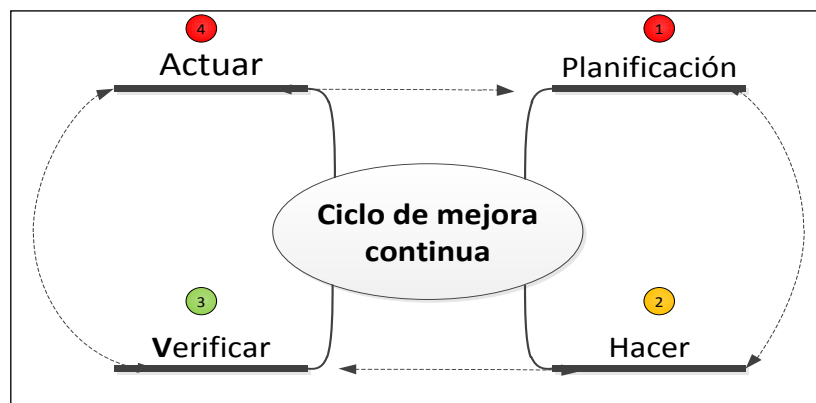 4
Actuar
1
Planificación
Ciclo de mejora
continua
3
Verificar
2
Hacer